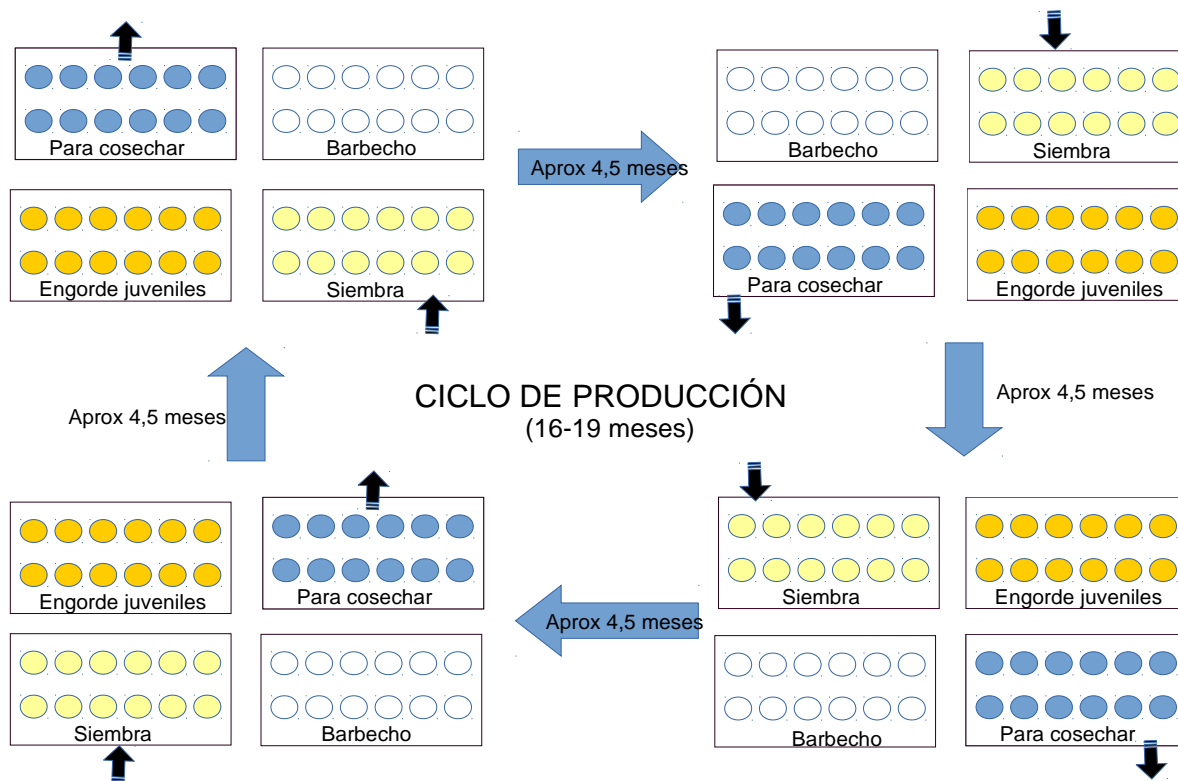 Para cosechar
Barbecho
Engorde juveniles
Siembra
Aprox 4,5 meses
Barbecho
Siembra
Para cosechar
Engorde juveniles
Aprox 4,5 meses
CICLO DE PRODUCCIÓN
(16-19 meses)
Aprox 4,5 meses
Engorde juveniles
Para cosechar
Siembra
Barbecho
Aprox 4,5 meses
Siembra
Engorde juveniles
Barbecho
Para cosechar